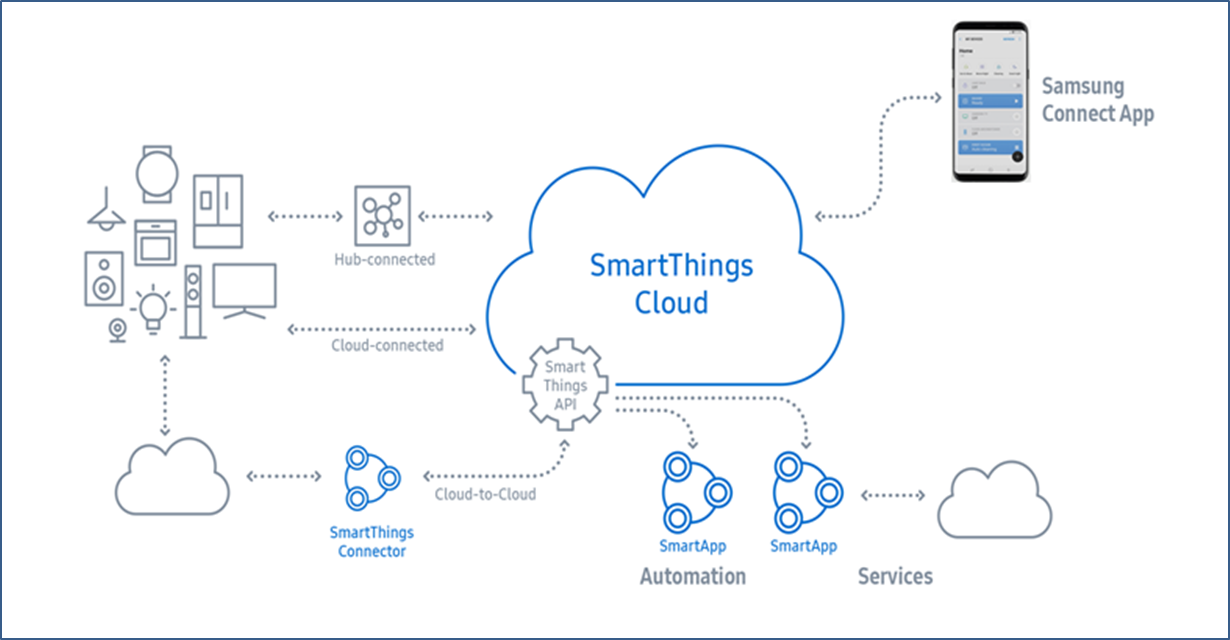 Samsung
Connect App
Home
Hub-connected
SmartThings
Cloud
Cloud-connected
Smart
Things
API
Cloud-to-Cloud
SmartThings
Connector
SmartApp
SmartApp
Automation
Services